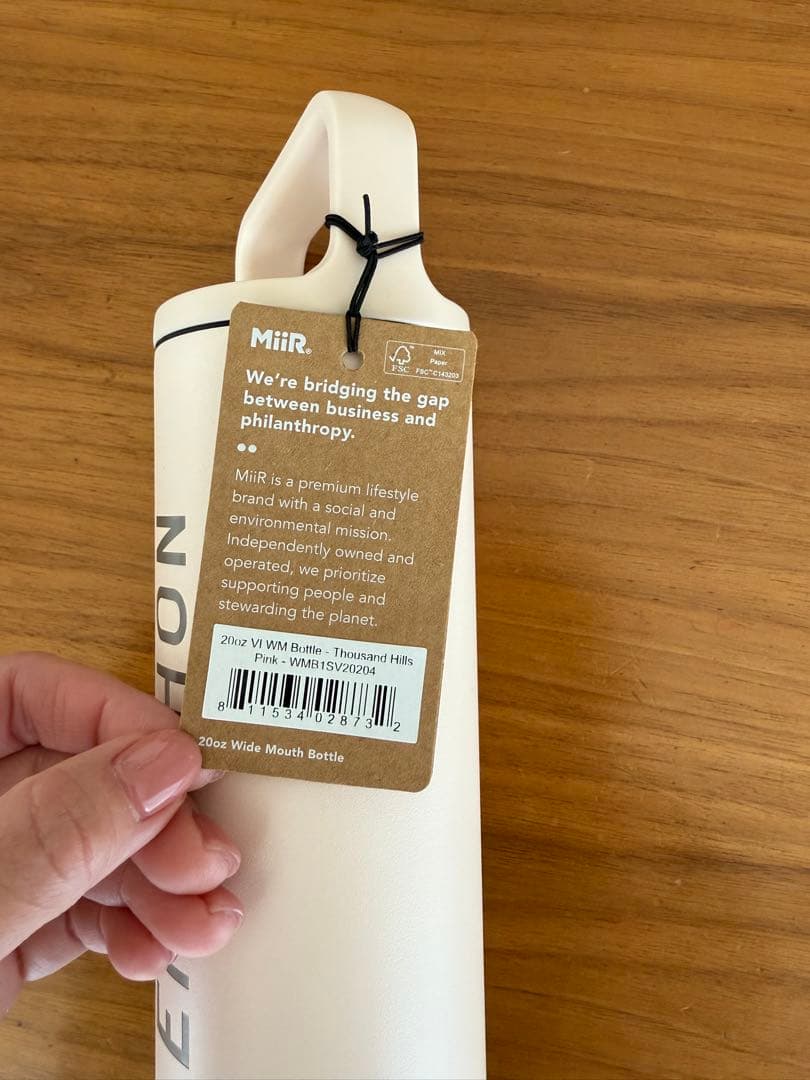 MiiR®
FSC™
MIX
Paper
FSC™ C143203
We're bridging the gap
between business and
philanthropy.
MiiR is a premium lifestyle
brand with a social and
environmental mission.
Independently owned and
operated, we prioritize
supporting people and
stewarding the planet.
20oz VI WM Bottle - Thousand Hills
Pink - WMB1SV20204
8 11534 02873 2
20oz Wide Mouth Bottle
HON